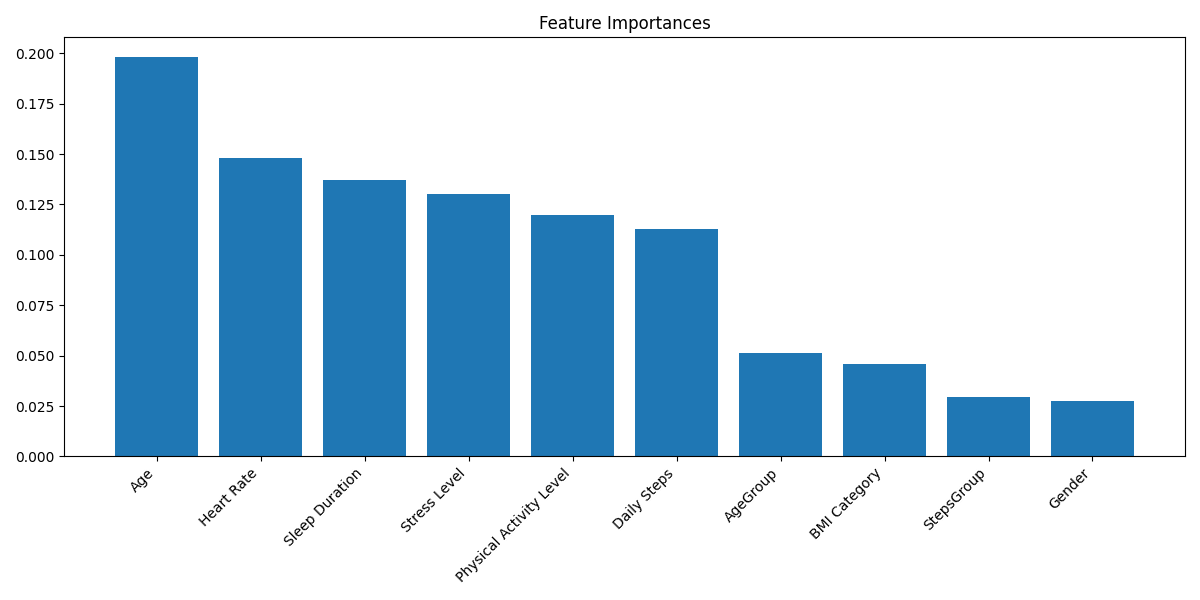 Feature Importances
0.200
0.175
0.150
0.125
0.100
0.075
0.050
0.025
0.000
Age
Heart Rate
Sleep Duration
Stress Level
Physical Activity Level
Daily Steps
AgeGroup
BMI Category
StepsGroup
Gender